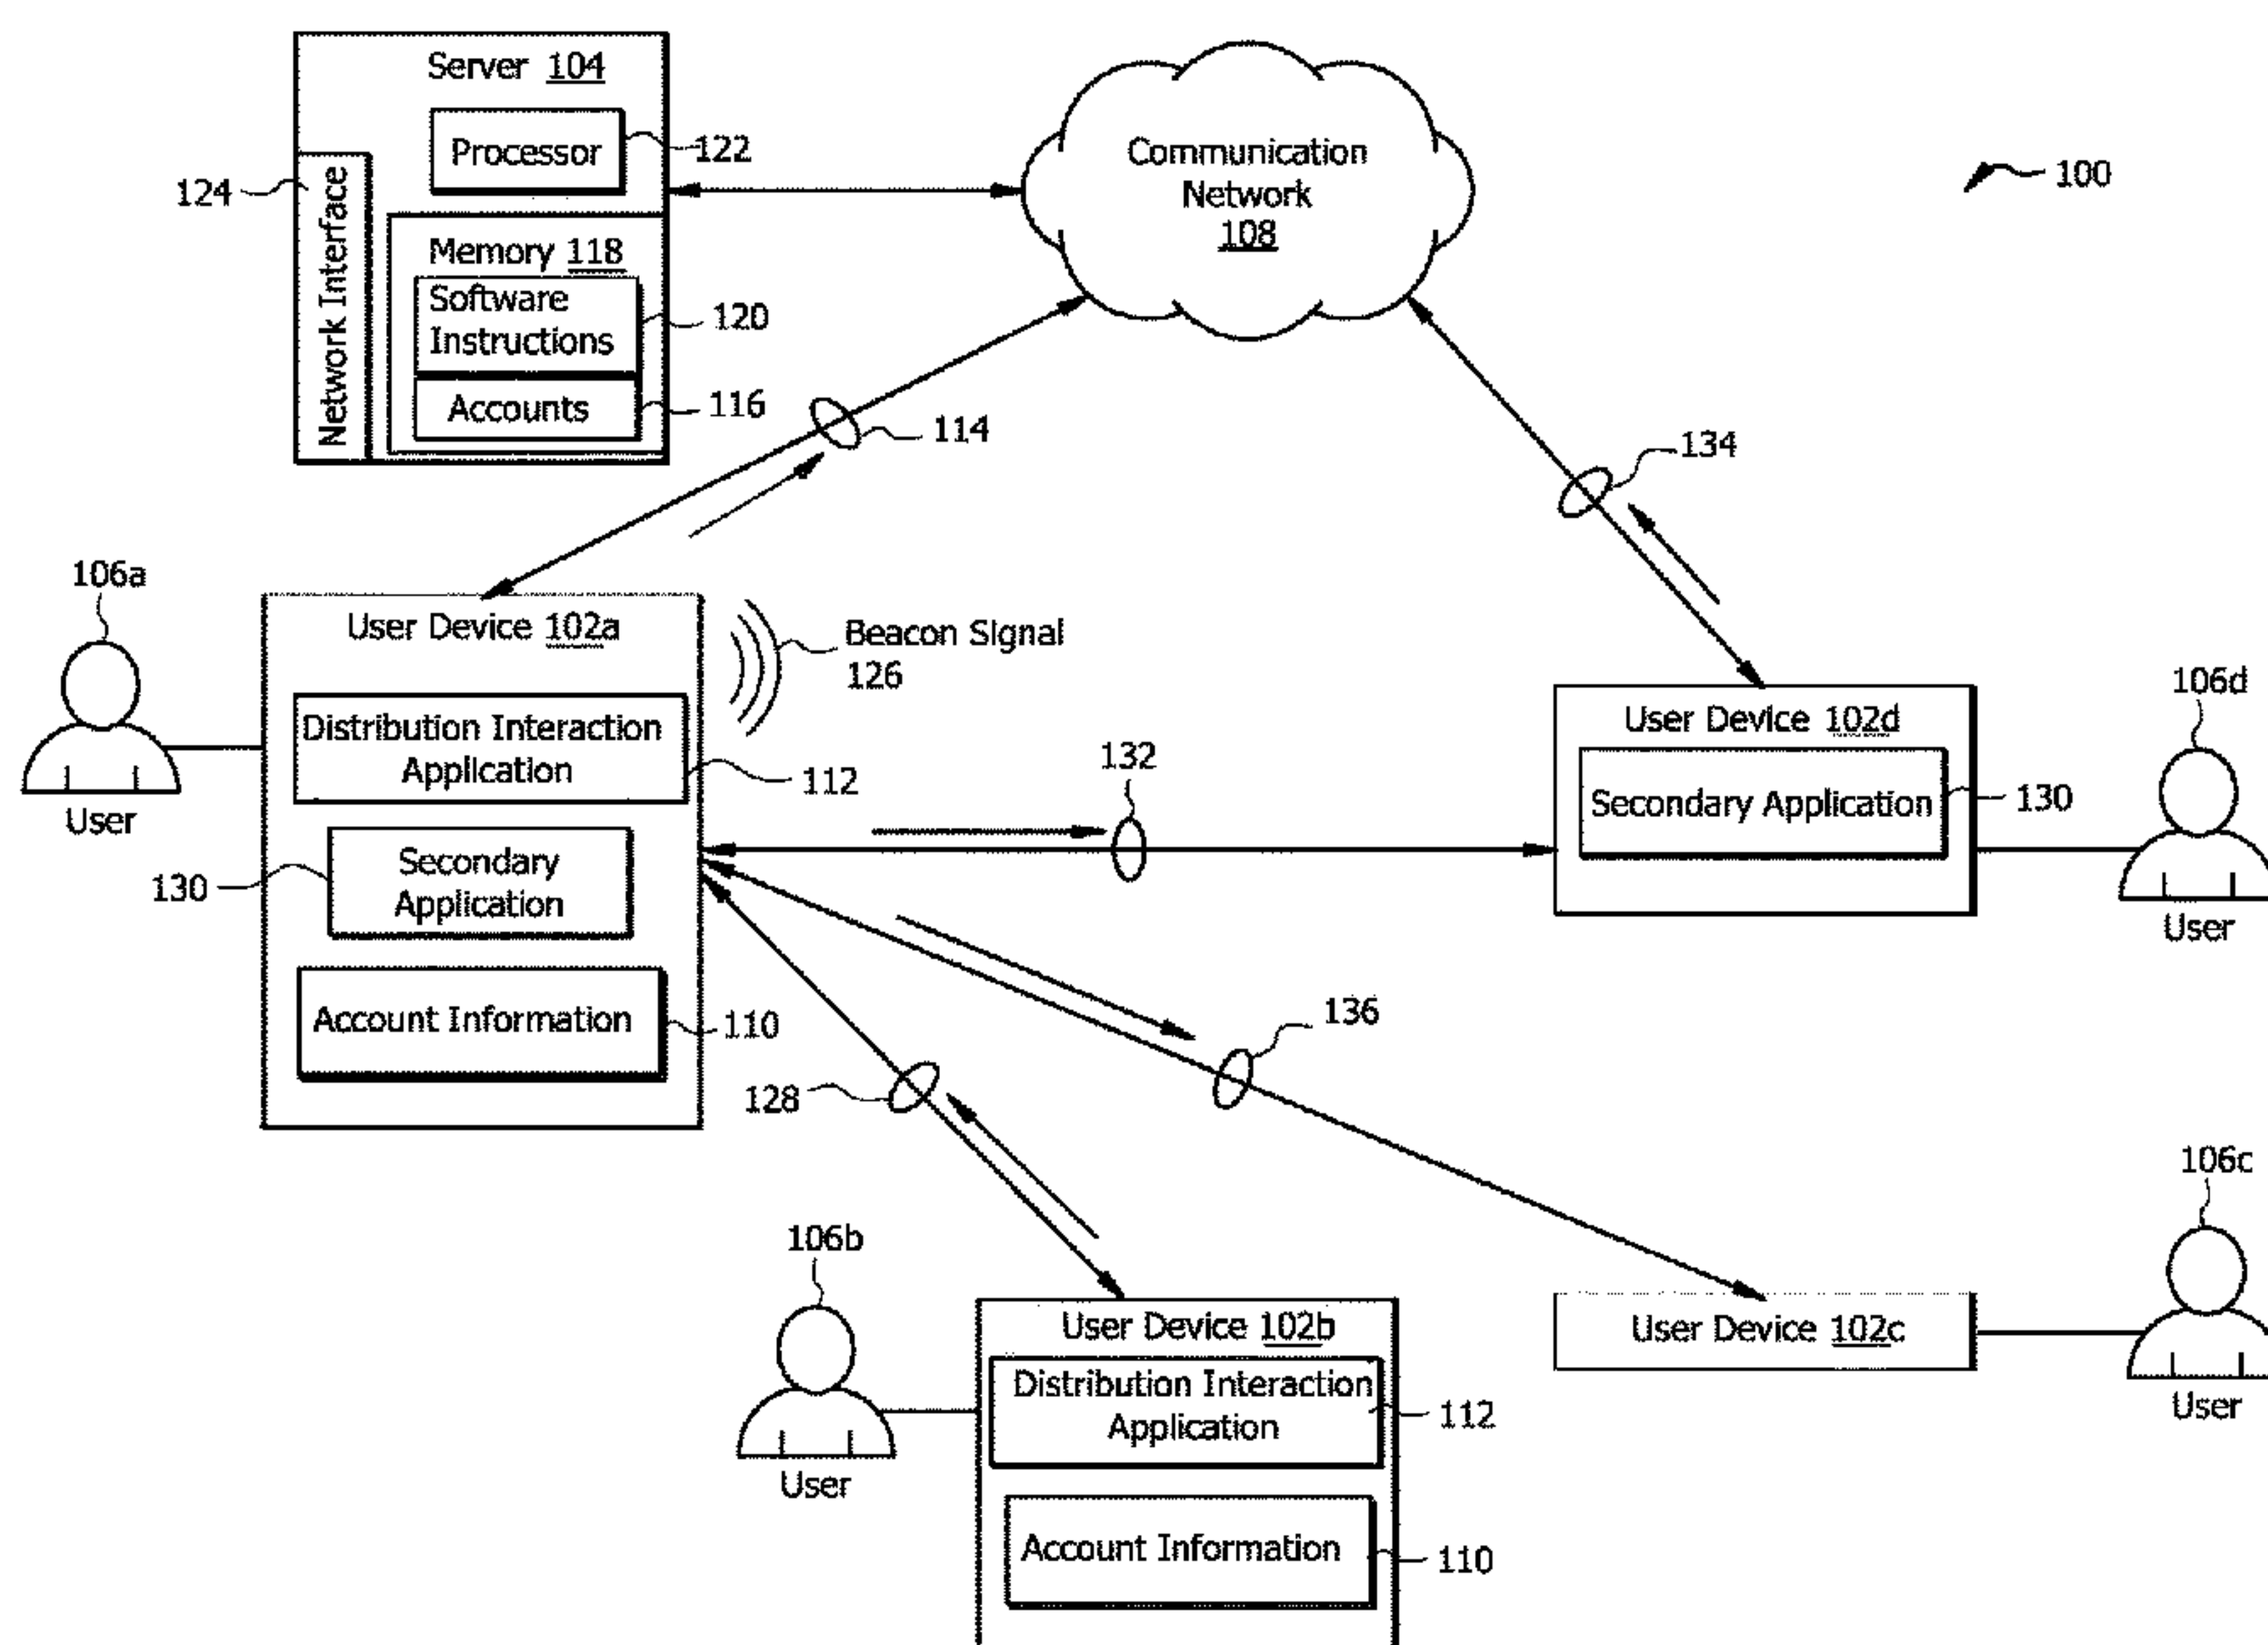 Server 104
Processor
122
124
Network Interface
Memory 118
Software
Instructions
120
Accounts
116
Communication
Network
108
100
114
134
106a
User
User Device 102a
Beacon Signal
126
Distribution Interaction
Application
112
Secondary
Application
130
Account Information
110
132
User Device 102d
Secondary Application
130
106d
User
136
128
106b
User
User Device 102b
Distribution Interaction
Application
112
Account Information
110
User Device 102c
106c
User